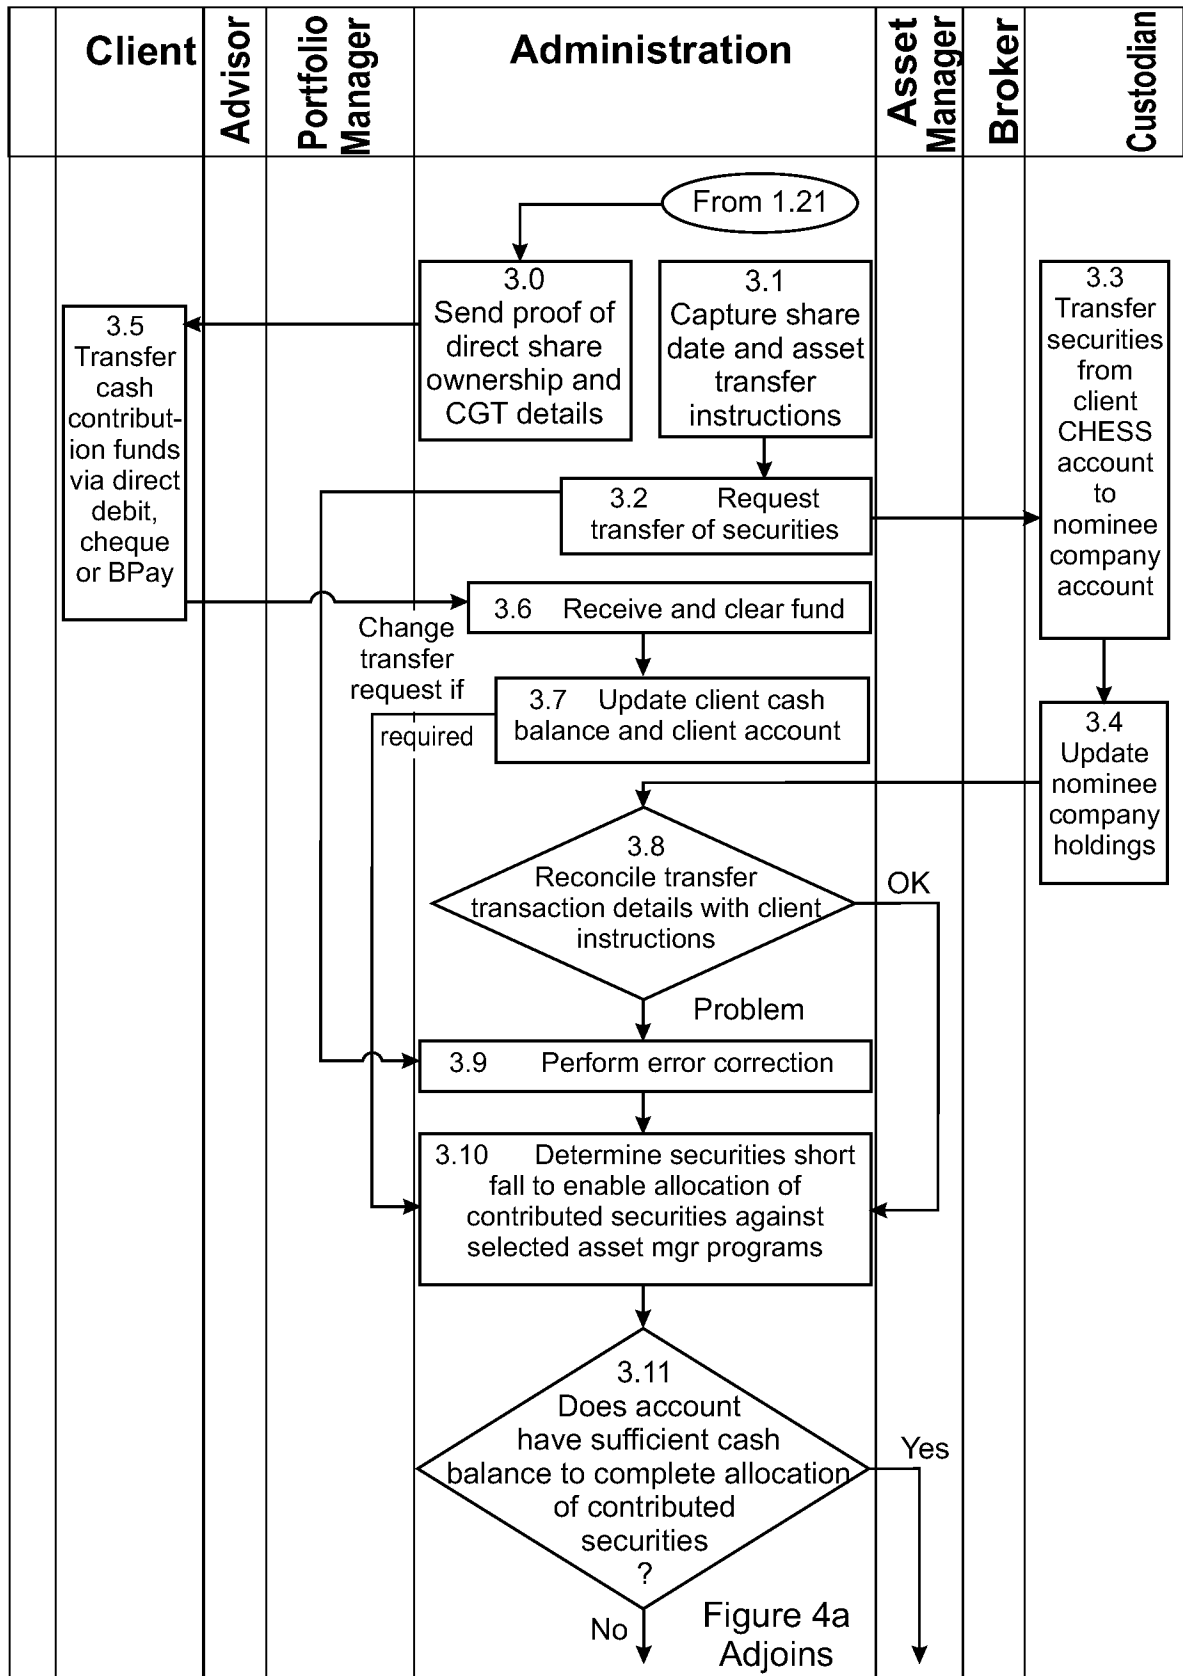 Client
Advisor
Portfolio
Manager
Administration
Asset
Manager
Broker
Custodian
From 1.21
3.0
Send proof of
direct share
ownership and
CGT details
3.1
Capture share
date and asset
transfer
instructions
3.3
Transfer
securities
from
client
CHESS
account
to
nominee
company
account
3.5
Transfer
cash
contribut-
ion funds
via direct
debit,
cheque
or BPay
3.2 Request
transfer of securities
3.6 Receive and clear fund
Change
transfer
request if
required
3.7 Update client cash
balance and client account
3.4
Update
nominee
company
holdings
3.8
Reconcile transfer
transaction details with client
instructions
OK
Problem
3.9 Perform error correction
3.10 Determine securities short
fall to enable allocation of
contributed securities against
selected asset mgr programs
3.11
Does account
have sufficient cash
balance to complete allocation
of contributed
securities
?
Yes
No
Figure 4a
Adjoins